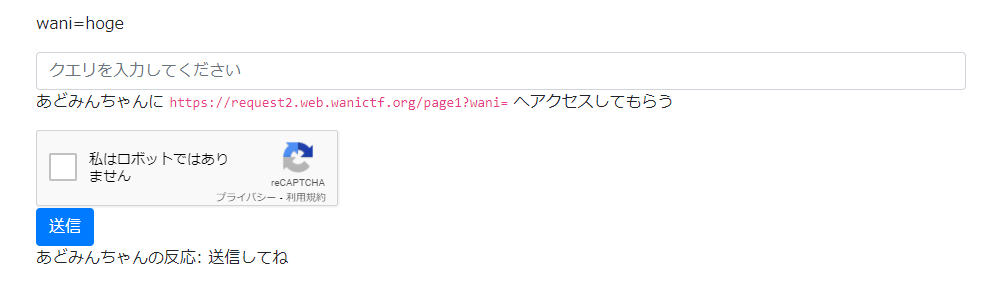 wani=hoge
クエリを入力してください
あどみんちゃんに https://request2.web.wanictf.org/page1?wani= へアクセスしてもらう
私はロボットではあり
ません
reCAPTCHA
プライバシー - 利用規約
送信
あどみんちゃんの反応: 送信してね